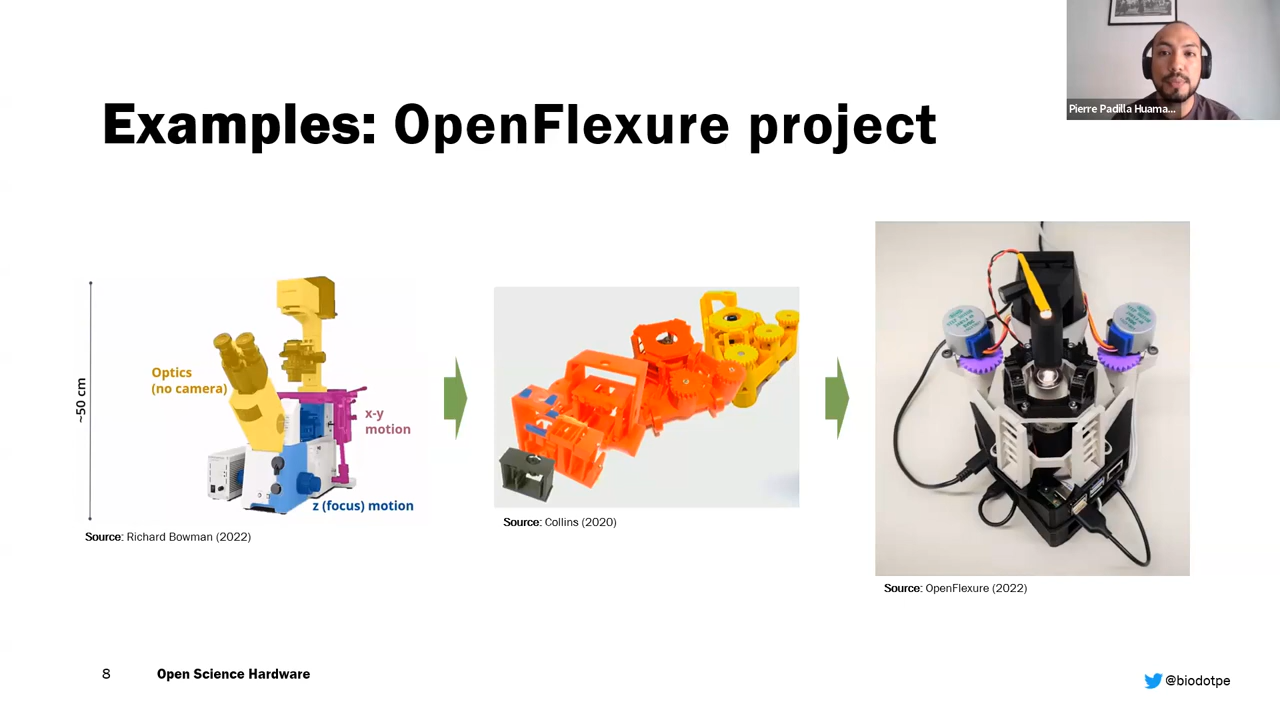 Pierre Padilla Huama...
Examples: OpenFlexure project
~50 cm
Optics
(no camera)
x-y
motion
z (focus) motion
Source: Richard Bowman (2022)
Source: Collins (2020)
Source: OpenFlexure (2022)
8
Open Science Hardware
@biodotpe